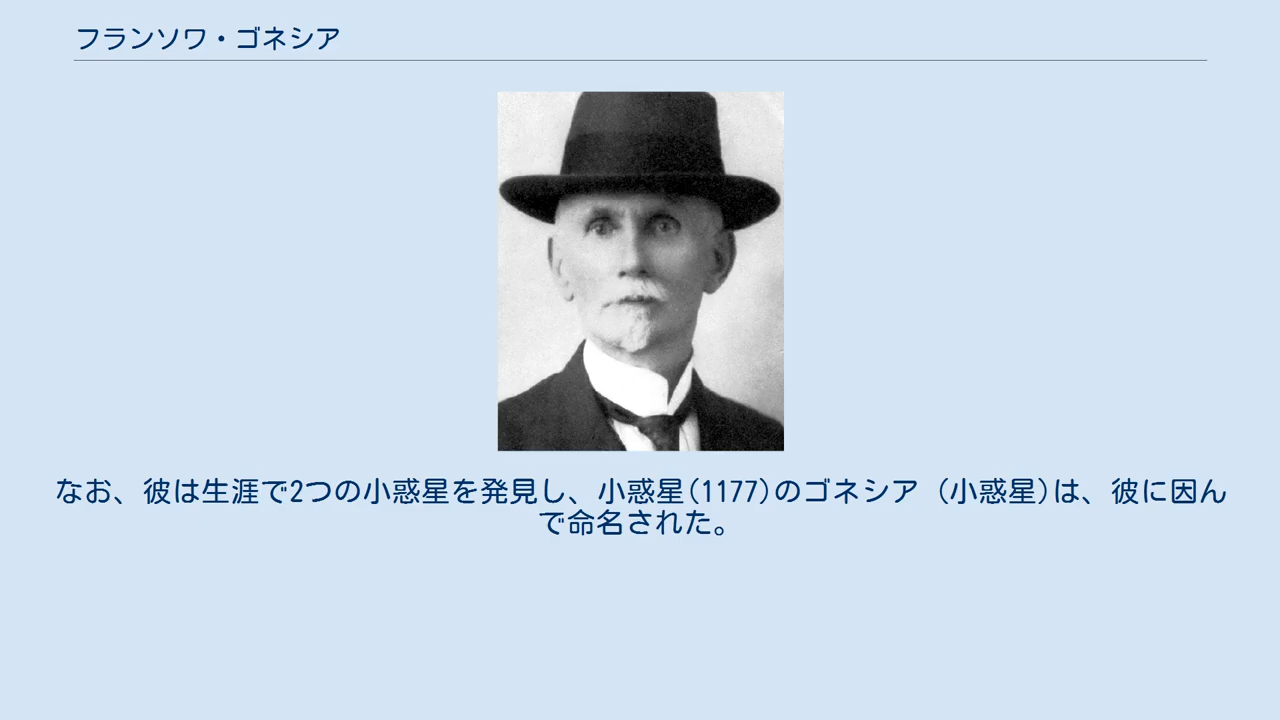 フランソワ・ゴネシア
なお、彼は生涯で2つの小惑星を発見し、小惑星(1177)のゴネシア (小惑星)は、彼に因ん
で命名された。